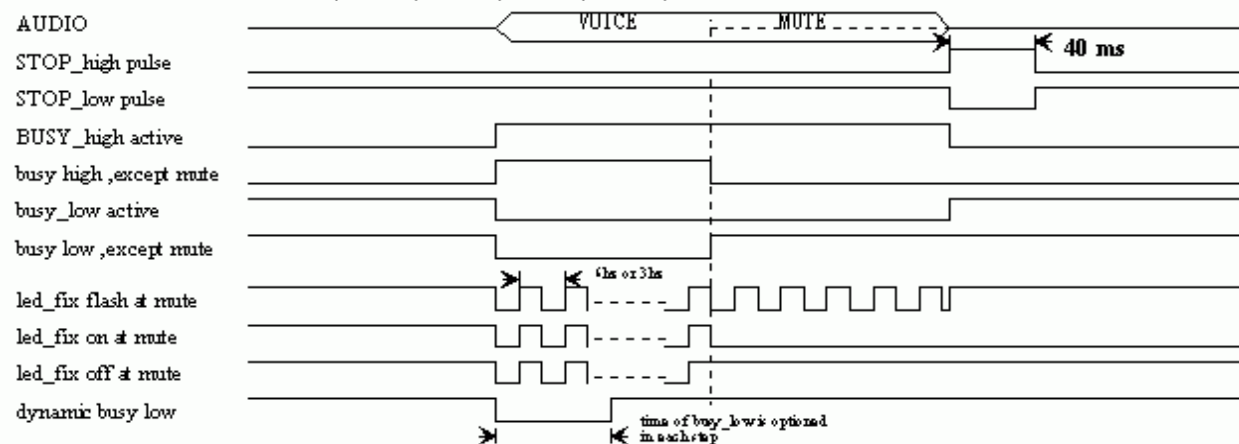 AUDIO
VOICE
MUTE
STOP_high pulse
40 ms
STOP_low pulse
BUSY_high active
busy high ,except mute
busy_low active
busy low ,except mute
or 3hs
led_fix flash at mute
led_fix on at mute
led_fix off at mute
dynamic busy low
time of busy_low is optioned
in each step